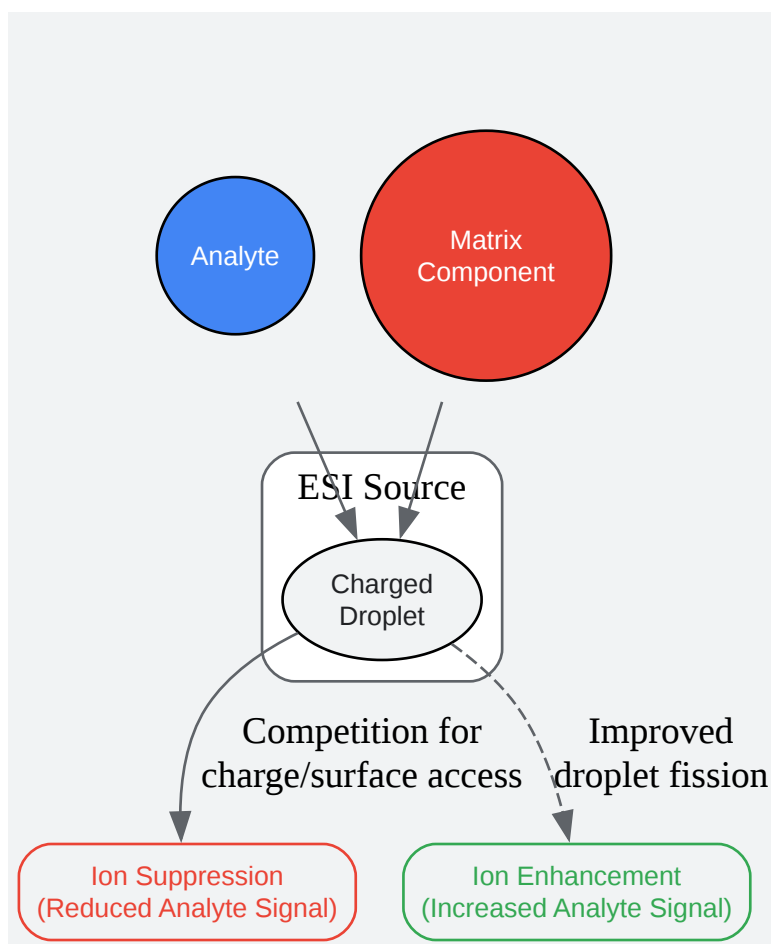 Analyte
Matrix
Component
ESI Source
Charged
Droplet
Competition for
charge/surface access
Improved
droplet fission
Ion Suppression
(Reduced Analyte Signal)
Ion Enhancement
(Increased Analyte Signal)